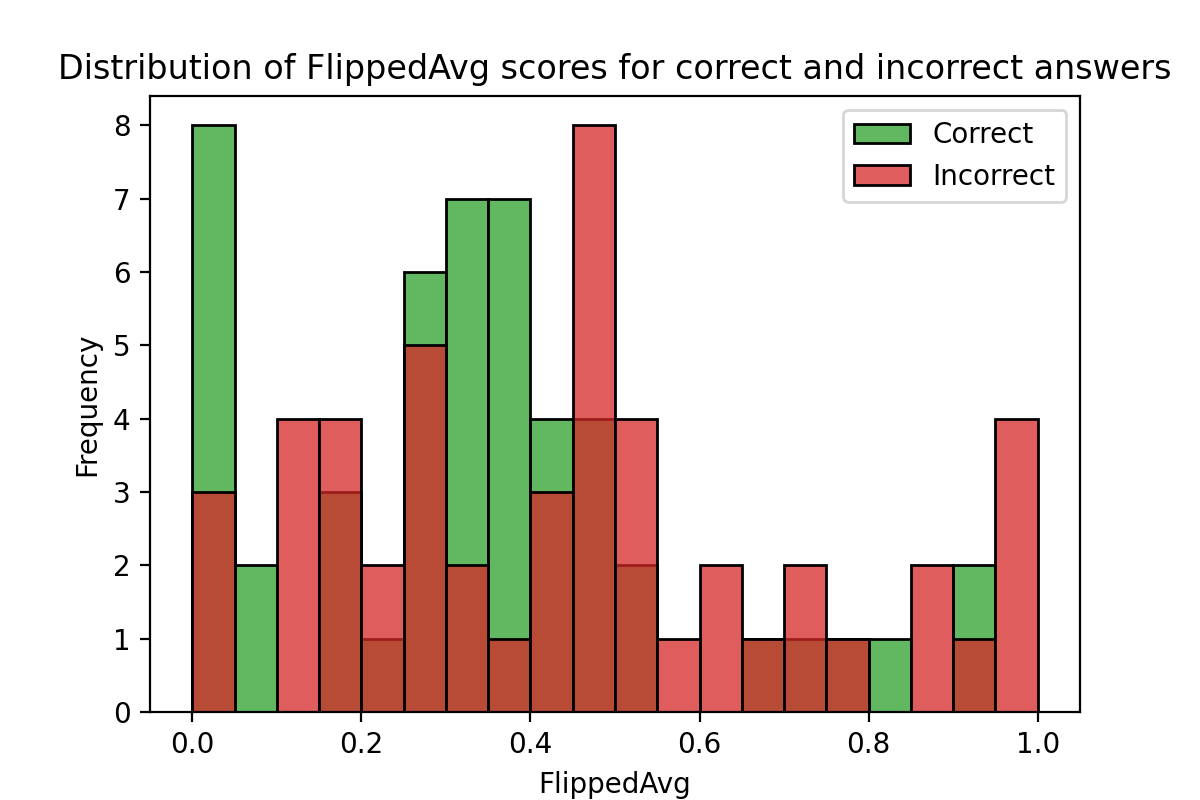 Distribution of FlippedAvg scores for correct and incorrect answers
Correct
Incorrect
8
7
6
5
4
3
2
1
0
Frequency
0.0 0.2 0.4 0.6 0.8 1.0
FlippedAvg